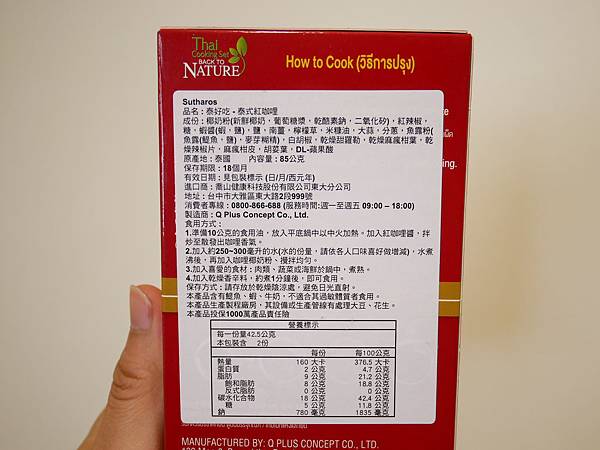 Thai
Cooking Set
BACK TO
NATURE
How to Cook (วิธีการปรุง)
Sutharos
品名：泰好吃 - 泰式紅咖哩
成份：椰奶粉(新鮮椰奶，葡萄糖漿，乾酪素鈉，二氧化矽)，紅辣椒，
糖，蝦醬(蝦，鹽)，鹽，南薑，檸檬草，米糠油，大蒜，分蔥，魚露粉(
魚露(鯷魚，鹽)，麥芽糊精)，白胡椒，乾燥甜羅勒，乾燥麻瘋柑葉，乾
燥辣椒片，麻瘋柑皮，胡荽葉，DL-蘋果酸
原產地：泰國 內容量：85公克
保存期限：18個月
有效日期：見包裝標示 (日/月/西元年)
進口商：喬山健康科技股份有限公司東大分公司
地址：台中市大雅區東大路2段999號
消費者專線：0800-866-688 (服務時間:週一至週五 09:00 – 18:00)
製造商：Q Plus Concept Co., Ltd.
食用方式：
1.準備10公克的食用油，放入平底鍋中以中火加熱。加入紅咖哩醬，拌
炒至散發出咖哩香氣。
2.加入約250~300毫升的水(水的份量，請依各人口味喜好做增減)，水煮
沸後，再加入咖哩椰奶粉、攪拌均勻。
3.加入喜愛的食材：肉類、蔬菜或海鮮於鍋中，煮熟。
4.加入乾燥香辛料，約煮1分鐘後，即可食用。
保存方式：請存放於乾燥陰涼處，避免日光直射。
本產品含有鯷魚、蝦、牛奶，不適合其過敏體質者食用。
本產品生產製程廠房，其設備或生產管線有處理大豆、花生。
本產品投保1000萬產品責任險
營養標示
每一份量42.5公克
本包裝含 2份
每份 每100公克
熱量 160 大卡 376.5 大卡
蛋白質 2 公克 4.7 公克
脂肪 9 公克 21.2 公克
飽和脂肪 8 公克 18.8 公克
反式脂肪 0 公克 0 公克
碳水化合物 18 公克 42.4 公克
糖 5 公克 11.8 公克
鈉 780 毫克 1835 毫克
MANUFACTURED BY: Q PLUS CONCEPT CO., LTD.